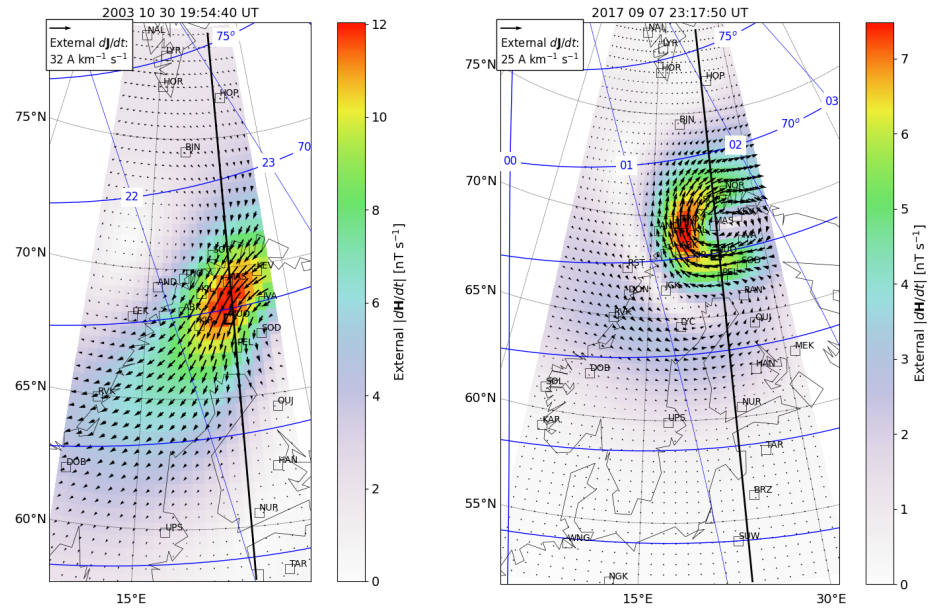 2003 10 30 19:54:40 UT
External dJ/dt:
32 A km⁻¹ s⁻¹
NAL
LYR
HOR
HOP
BJN
75°
70
22
23
AND
LEK
RVK
DOB
ABK
IVA
SOD
PEL
OUJ
HAN
NUR
UPS
TAR
75°N
70°N
65°N
60°N
15°E
12
10
8
6
4
2
0
External |dH/dt| [nT s⁻¹]
2017 09 07 23:17:50 UT
External dJ/dt:
25 A km⁻¹ s⁻¹
NAL
LYR
HOR
HOP
BJN
75°
70°
00
01
02
03
NOR
MAS
SOD
PEL
RAN
RST
DON
JCK
RVK
LYC
OUJ
MEK
HAN
DOB
SOL
KAR
UPS
NUR
TAR
BRZ
SUW
WNG
NGK
75°N
70°N
65°N
60°N
55°N
15°E
30°E
7
6
5
4
3
2
1
0
External |dH/dt| [nT s⁻¹]